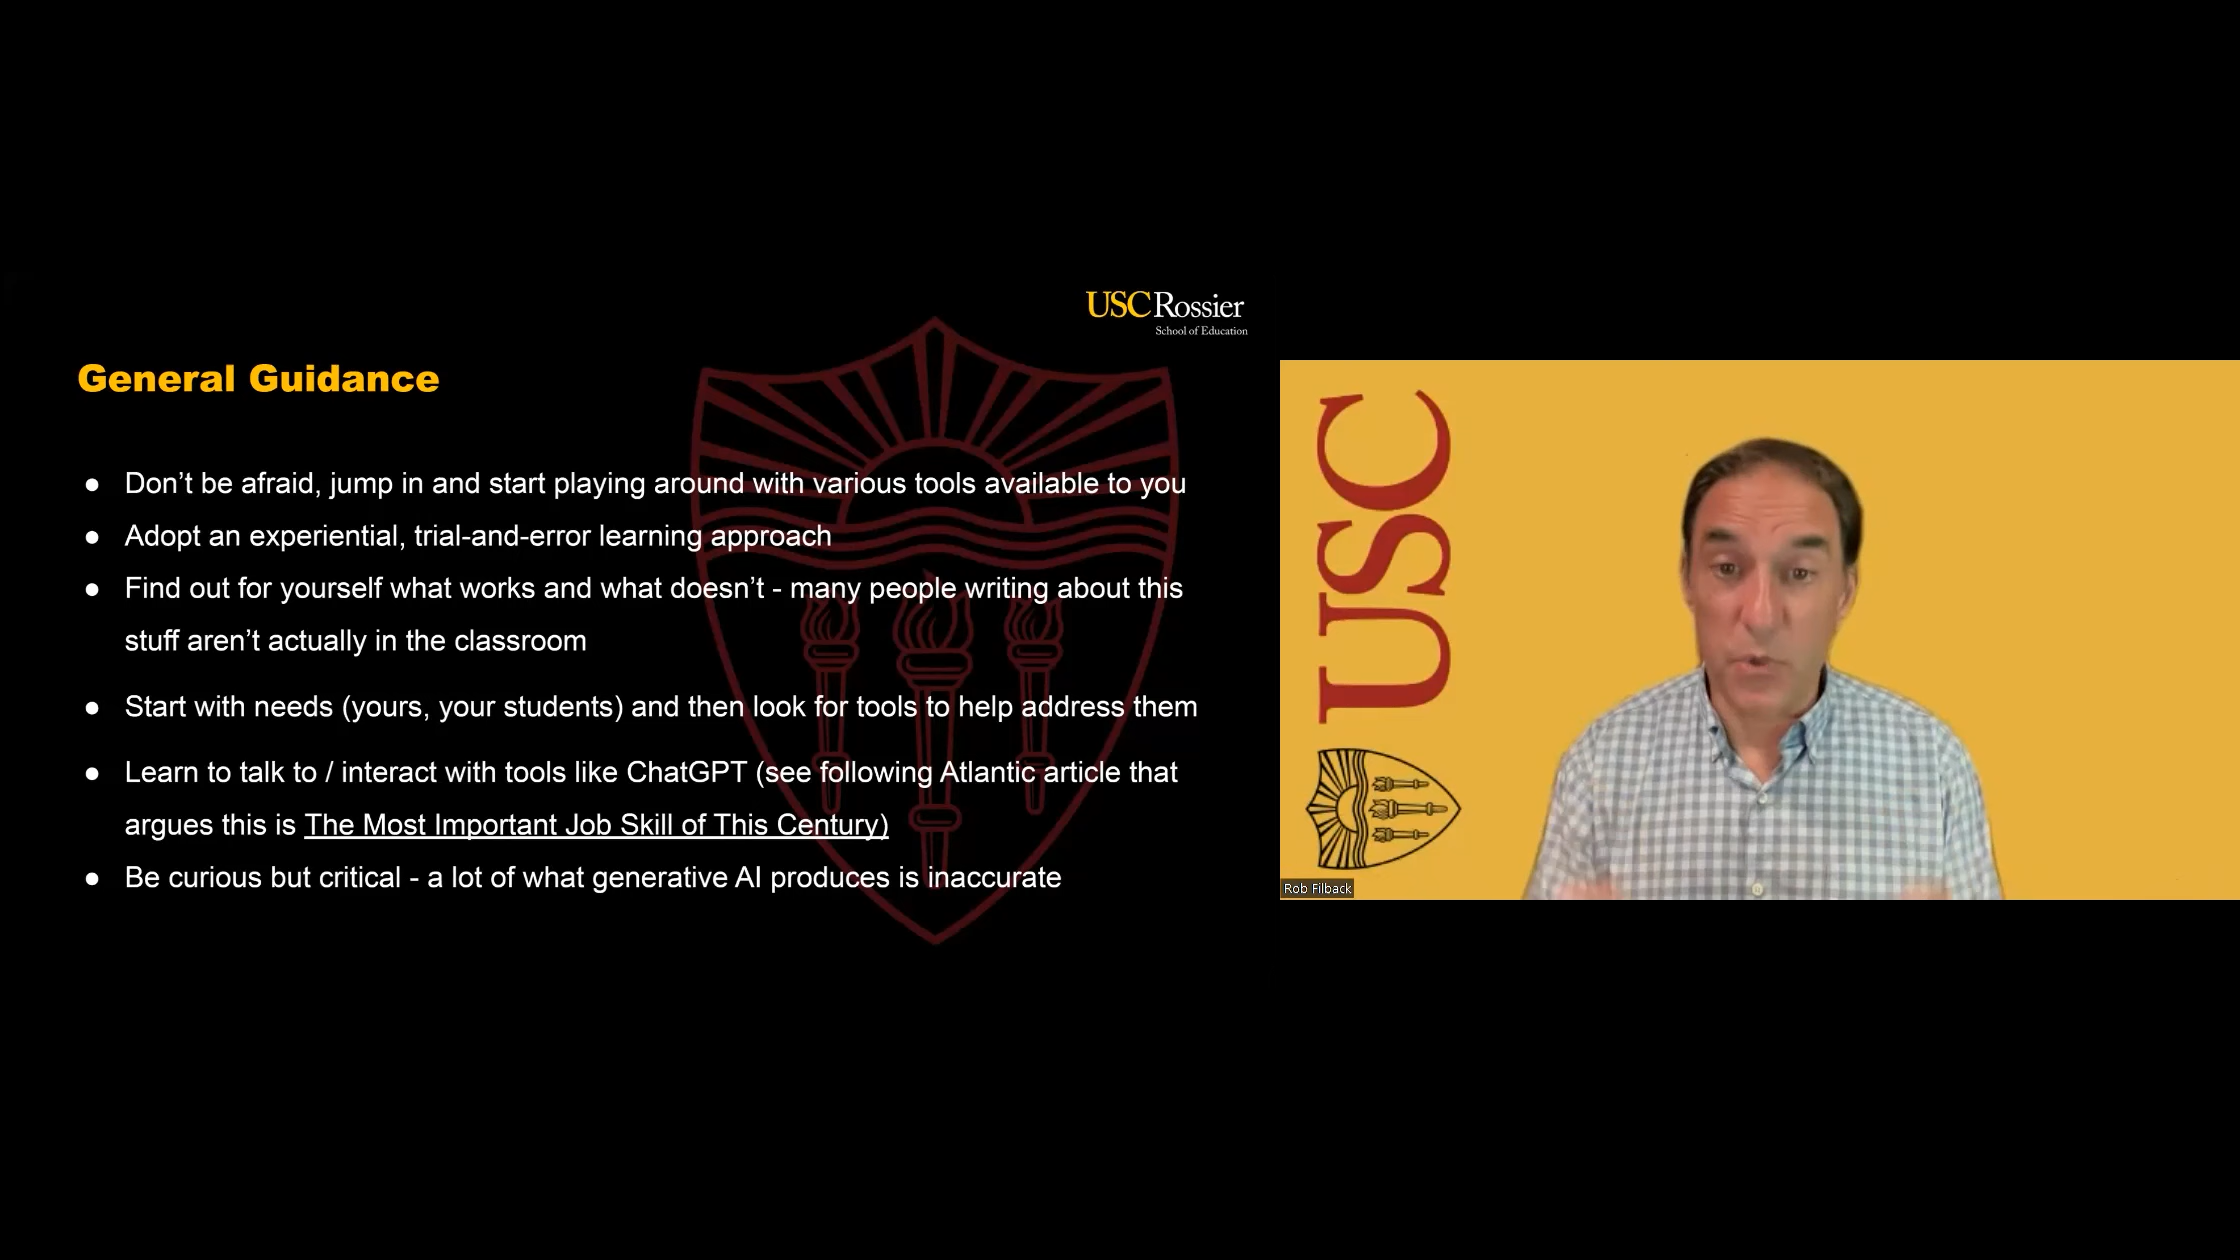 USC Rossier
School of Education
General Guidance
● Don’t be afraid, jump in and start playing around with various tools available to you
● Adopt an experiential, trial-and-error learning approach
● Find out for yourself what works and what doesn’t - many people writing about this
stuff aren’t actually in the classroom
● Start with needs (yours, your students) and then look for tools to help address them
● Learn to talk to / interact with tools like ChatGPT (see following Atlantic article that
argues this is The Most Important Job Skill of This Century)
● Be curious but critical - a lot of what generative AI produces is inaccurate
USC
Rob Filback